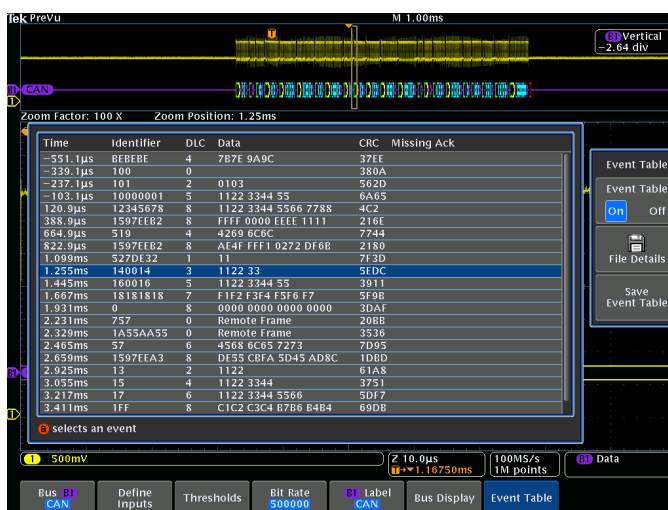 Tek PreVu M 1.00ms
T
B1 Vertical
−2.64 div
B1 CAN
1
Zoom Factor: 100 X Zoom Position: 1.25ms
Time Identifier DLC Data CRC Missing Ack
−551.1µs BEBEBE 4 7B7E 9A9C 37EE
−339.1µs 100 0 380A
−237.1µs 101 2 0103 562D
−103.1µs 10000001 5 1122 3344 55 6A65
120.9µs 12345678 8 1122 3344 5566 7788 4C2
388.9µs 1597EEB2 8 FFFF 0000 EEEE 1111 216E
664.9µs 519 4 4269 6C6C 7744
822.9µs 1597EEB2 8 AE4F FFF1 0272 DF6B 2180
1.099ms 527DE32 1 11 7F3D
1.255ms 140014 3 1122 33 5EDC
1.445ms 160016 5 1122 3344 55 3911
1.667ms 18181818 7 F1F2 F3F4 F5F6 F7 5F9B
1.931ms 0 8 0000 0000 0000 0000 3DAF
2.231ms 757 0 Remote Frame 20BB
2.329ms 1A55AA55 0 Remote Frame 3536
2.465ms 57 6 4568 6C65 7273 7D95
2.659ms 1597EEA3 8 DE55 CBFA 5D45 AD8C 1DBD
2.925ms 13 2 1122 61A8
3.055ms 15 4 1122 3344 3751
3.217ms 17 6 1122 3344 5566 5DF7
3.411ms 1FF 8 C1C2 C3C4 B7B6 B4B4 69DB
a selects an event
Event Table
Event Table
On Off
File Details
Save
Event Table
B1
1
1 500mV
Z 10.0µs
T→▼1.16750ms
100MS/s
1M points
B1 Data
Bus B1
CAN
Define
Inputs
Thresholds
Bit Rate
500000
B1 Label
CAN
Bus Display
Event Table